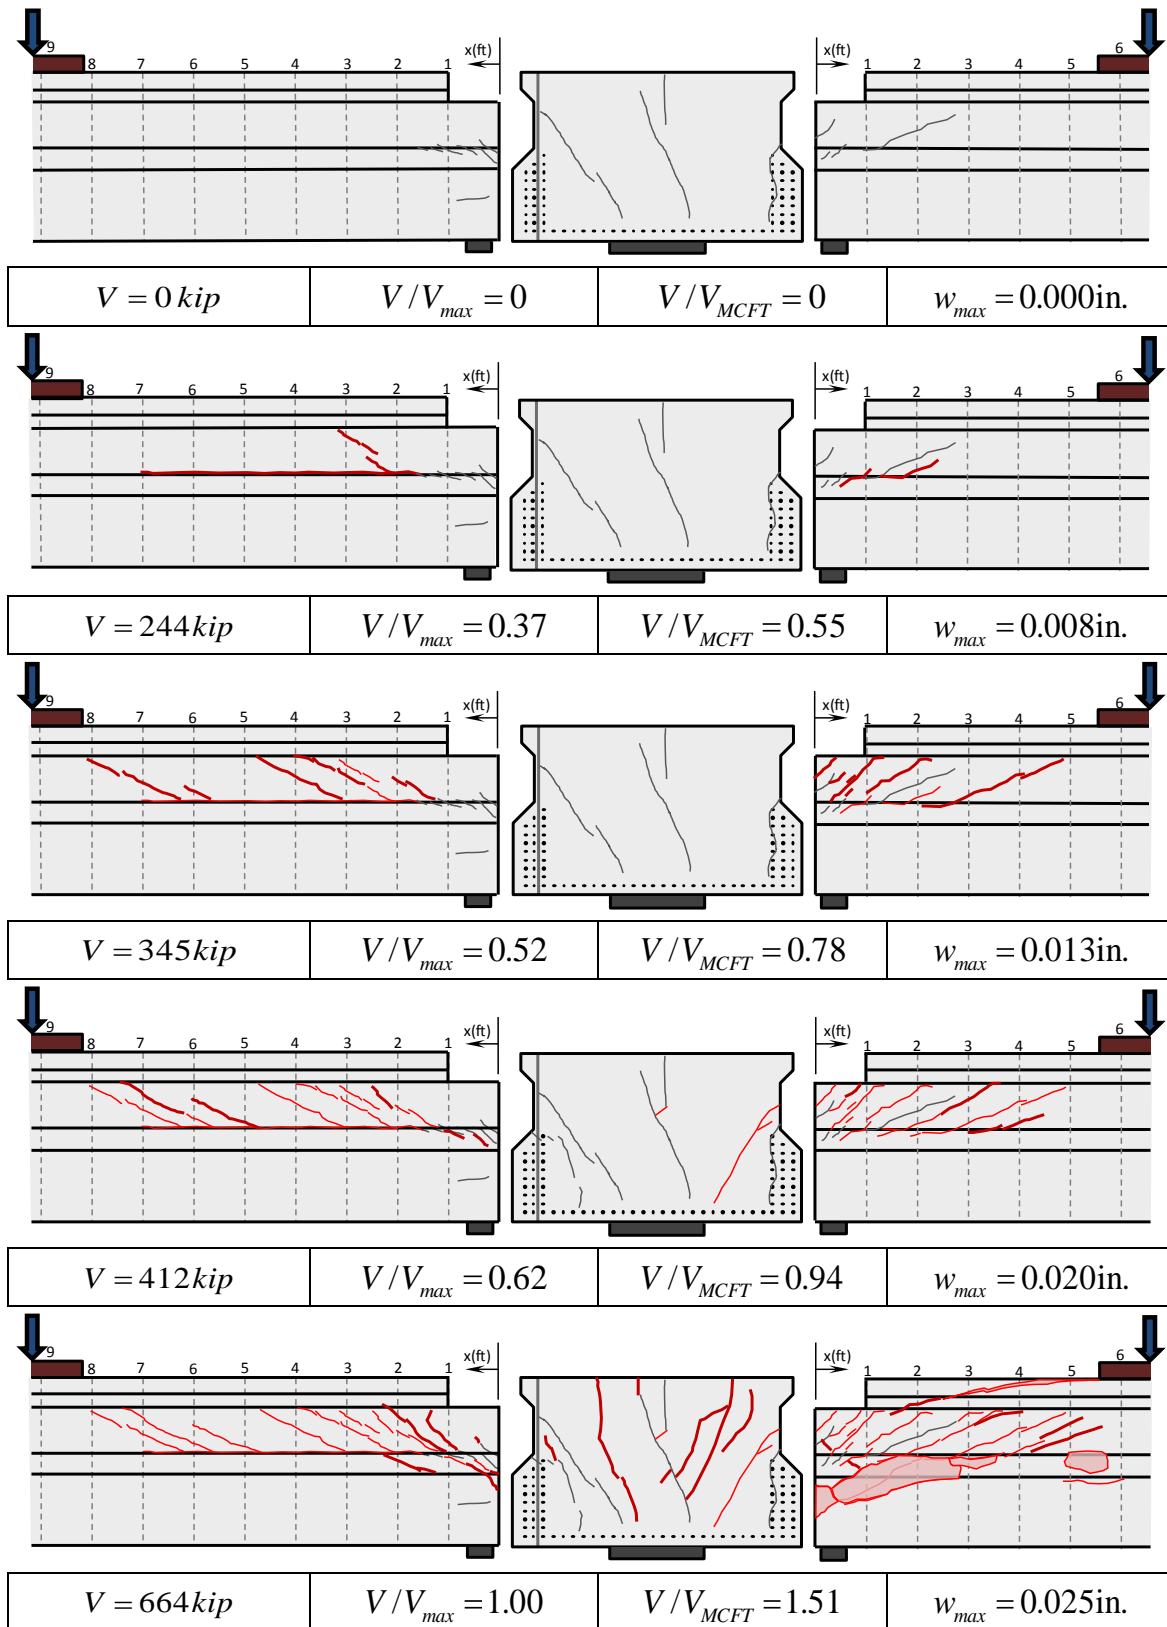 9 8 7 6 5 4 3 2 1 x(ft) x(ft) 1 2 3 4 5 6
V = 0 kip V/V_max = 0 V/V_MCFT = 0 w_max = 0.000in.
9 8 7 6 5 4 3 2 1 x(ft) x(ft) 1 2 3 4 5 6
V = 244 kip V/V_max = 0.37 V/V_MCFT = 0.55 w_max = 0.008in.
9 8 7 6 5 4 3 2 1 x(ft) x(ft) 1 2 3 4 5 6
V = 345 kip V/V_max = 0.52 V/V_MCFT = 0.78 w_max = 0.013in.
9 8 7 6 5 4 3 2 1 x(ft) x(ft) 1 2 3 4 5 6
V = 412 kip V/V_max = 0.62 V/V_MCFT = 0.94 w_max = 0.020in.
9 8 7 6 5 4 3 2 1 x(ft) x(ft) 1 2 3 4 5 6
V = 664 kip V/V_max = 1.00 V/V_MCFT = 1.51 w_max = 0.025in.